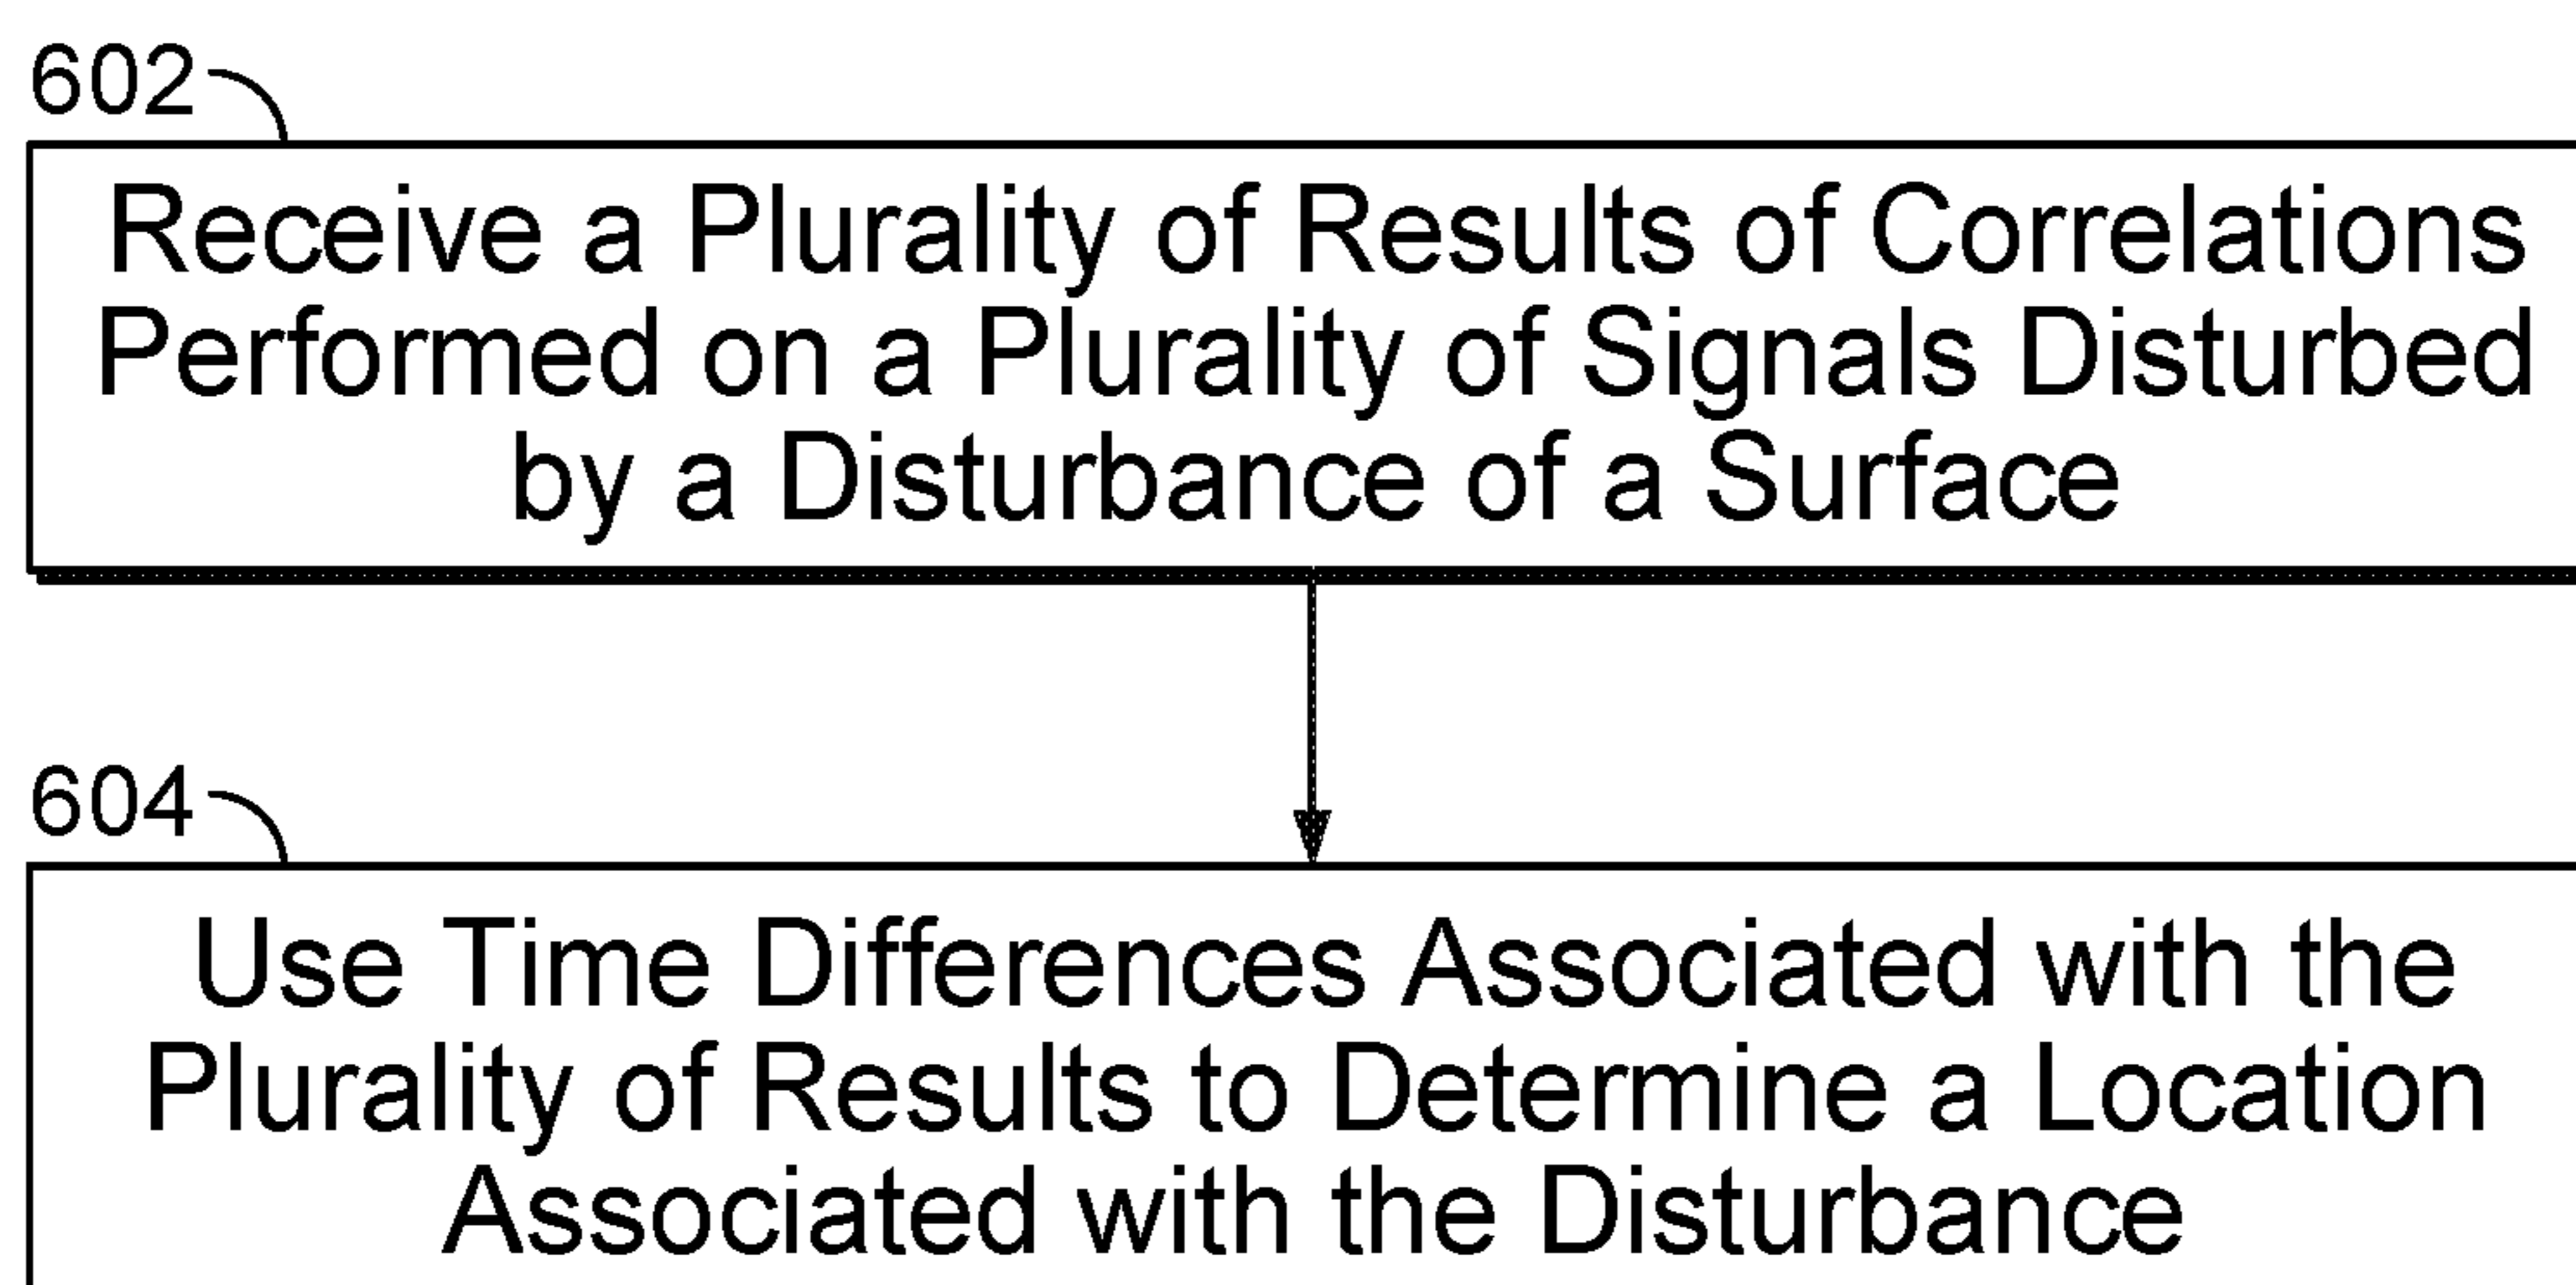 602
Receive a Plurality of Results of Correlations
Performed on a Plurality of Signals Disturbed
by a Disturbance of a Surface
604
Use Time Differences Associated with the
Plurality of Results to Determine a Location
Associated with the Disturbance